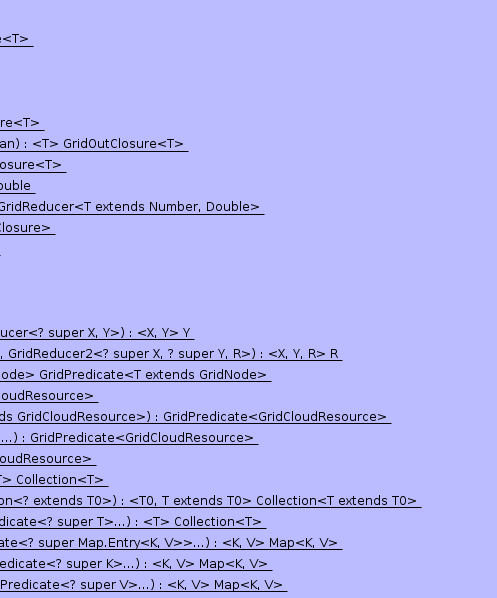 e<T>
re<T>
an) : <T> GridOutClosure<T>
osure<T>
ouble
GridReducer<T extends Number, Double>
Closure>
ucer<? super X, Y>) : <X, Y> Y
, GridReducer2<? super X, ? super Y, R>) : <X, Y, R> R
ode> GridPredicate<T extends GridNode>
loudResource>
ds GridCloudResource>) : GridPredicate<GridCloudResource>
...) : GridPredicate<GridCloudResource>
oudResource>
T> Collection<T>
on<? extends T0>) : <T0, T extends T0> Collection<T extends T0>
dicate<? super T>...) : <T> Collection<T>
ate<? super Map.Entry<K, V>>...) : <K, V> Map<K, V>
edicate<? super K>...) : <K, V> Map<K, V>
Predicate<? super V>...) : <K, V> Map<K, V>